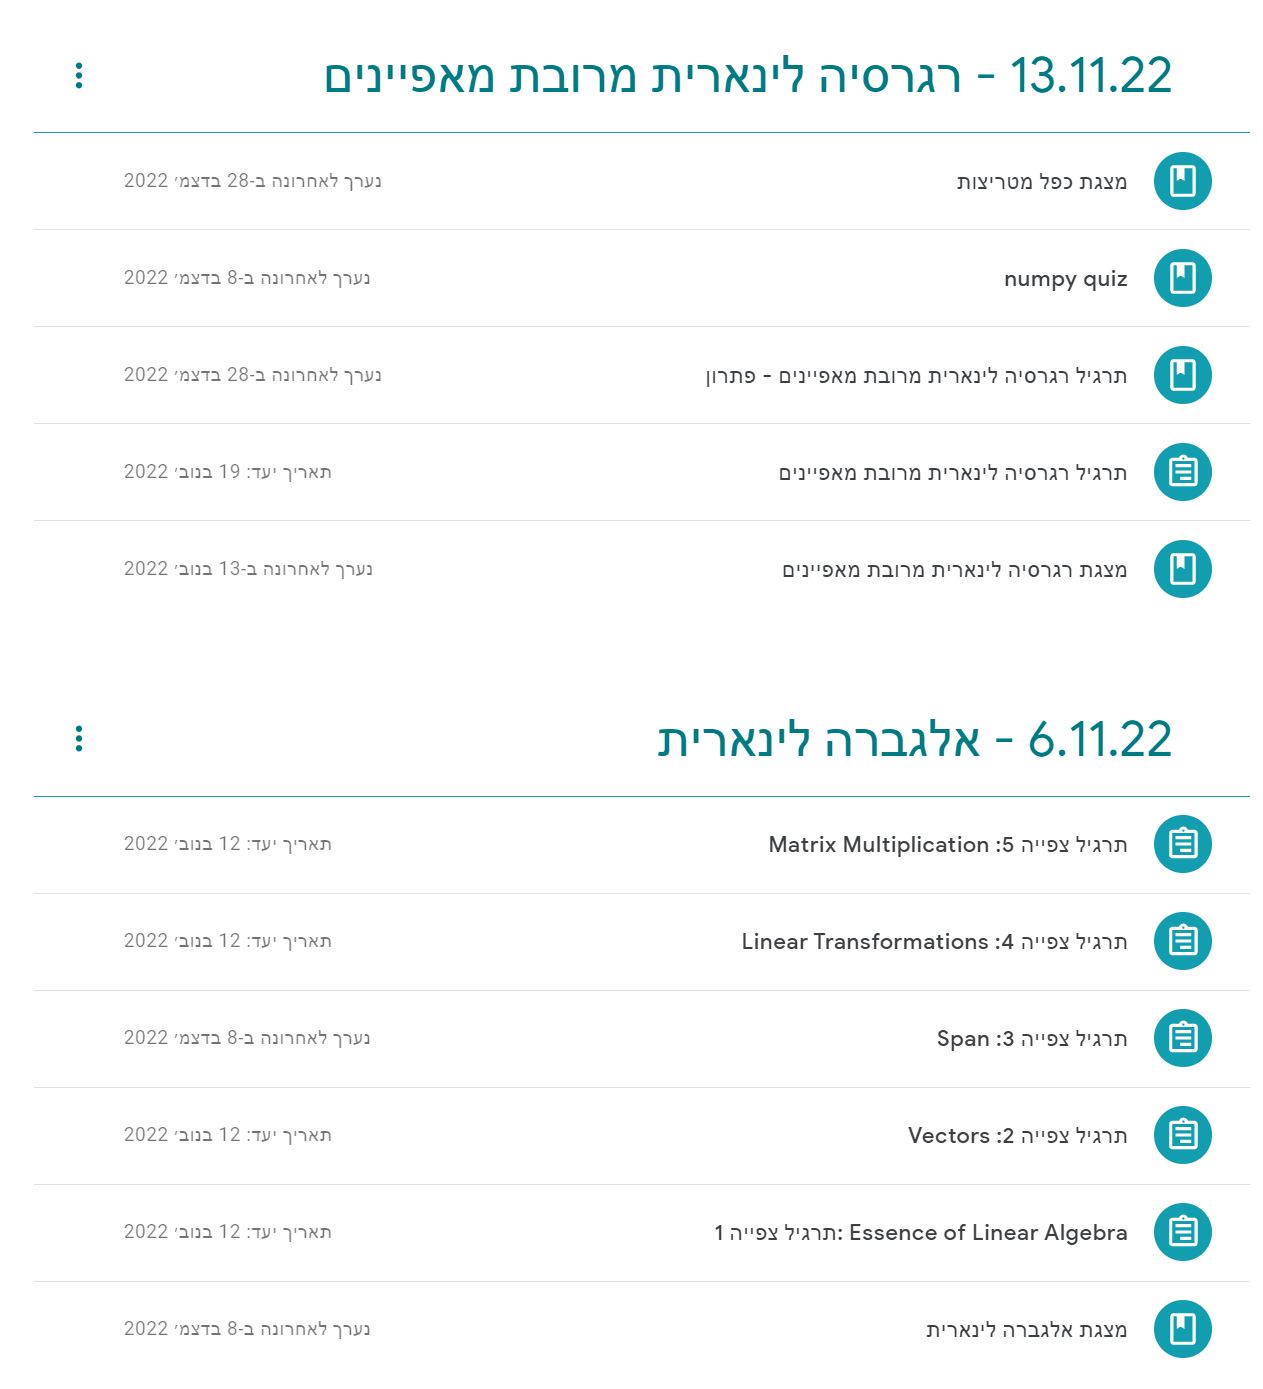 13.11.22 - רגרסיה לינארית מרובת מאפיינים
מצגת כפל מטריצות
נערך לאחרונה ב-28 בדצמ׳ 2022
numpy quiz
נערך לאחרונה ב-8 בדצמ׳ 2022
תרגיל רגרסיה לינארית מרובת מאפיינים - פתרון
נערך לאחרונה ב-28 בדצמ׳ 2022
תרגיל רגרסיה לינארית מרובת מאפיינים
תאריך יעד: 19 בנוב׳ 2022
מצגת רגרסיה לינארית מרובת מאפיינים
נערך לאחרונה ב-13 בנוב׳ 2022
6.11.22 - אלגברה לינארית
תרגיל צפייה 5: Matrix Multiplication
תאריך יעד: 12 בנוב׳ 2022
תרגיל צפייה 4: Linear Transformations
תאריך יעד: 12 בנוב׳ 2022
תרגיל צפייה 3: Span
נערך לאחרונה ב-8 בדצמ׳ 2022
תרגיל צפייה 2: Vectors
תאריך יעד: 12 בנוב׳ 2022
Essence of Linear Algebra :תרגיל צפייה 1
תאריך יעד: 12 בנוב׳ 2022
מצגת אלגברה לינארית
נערך לאחרונה ב-8 בדצמ׳ 2022